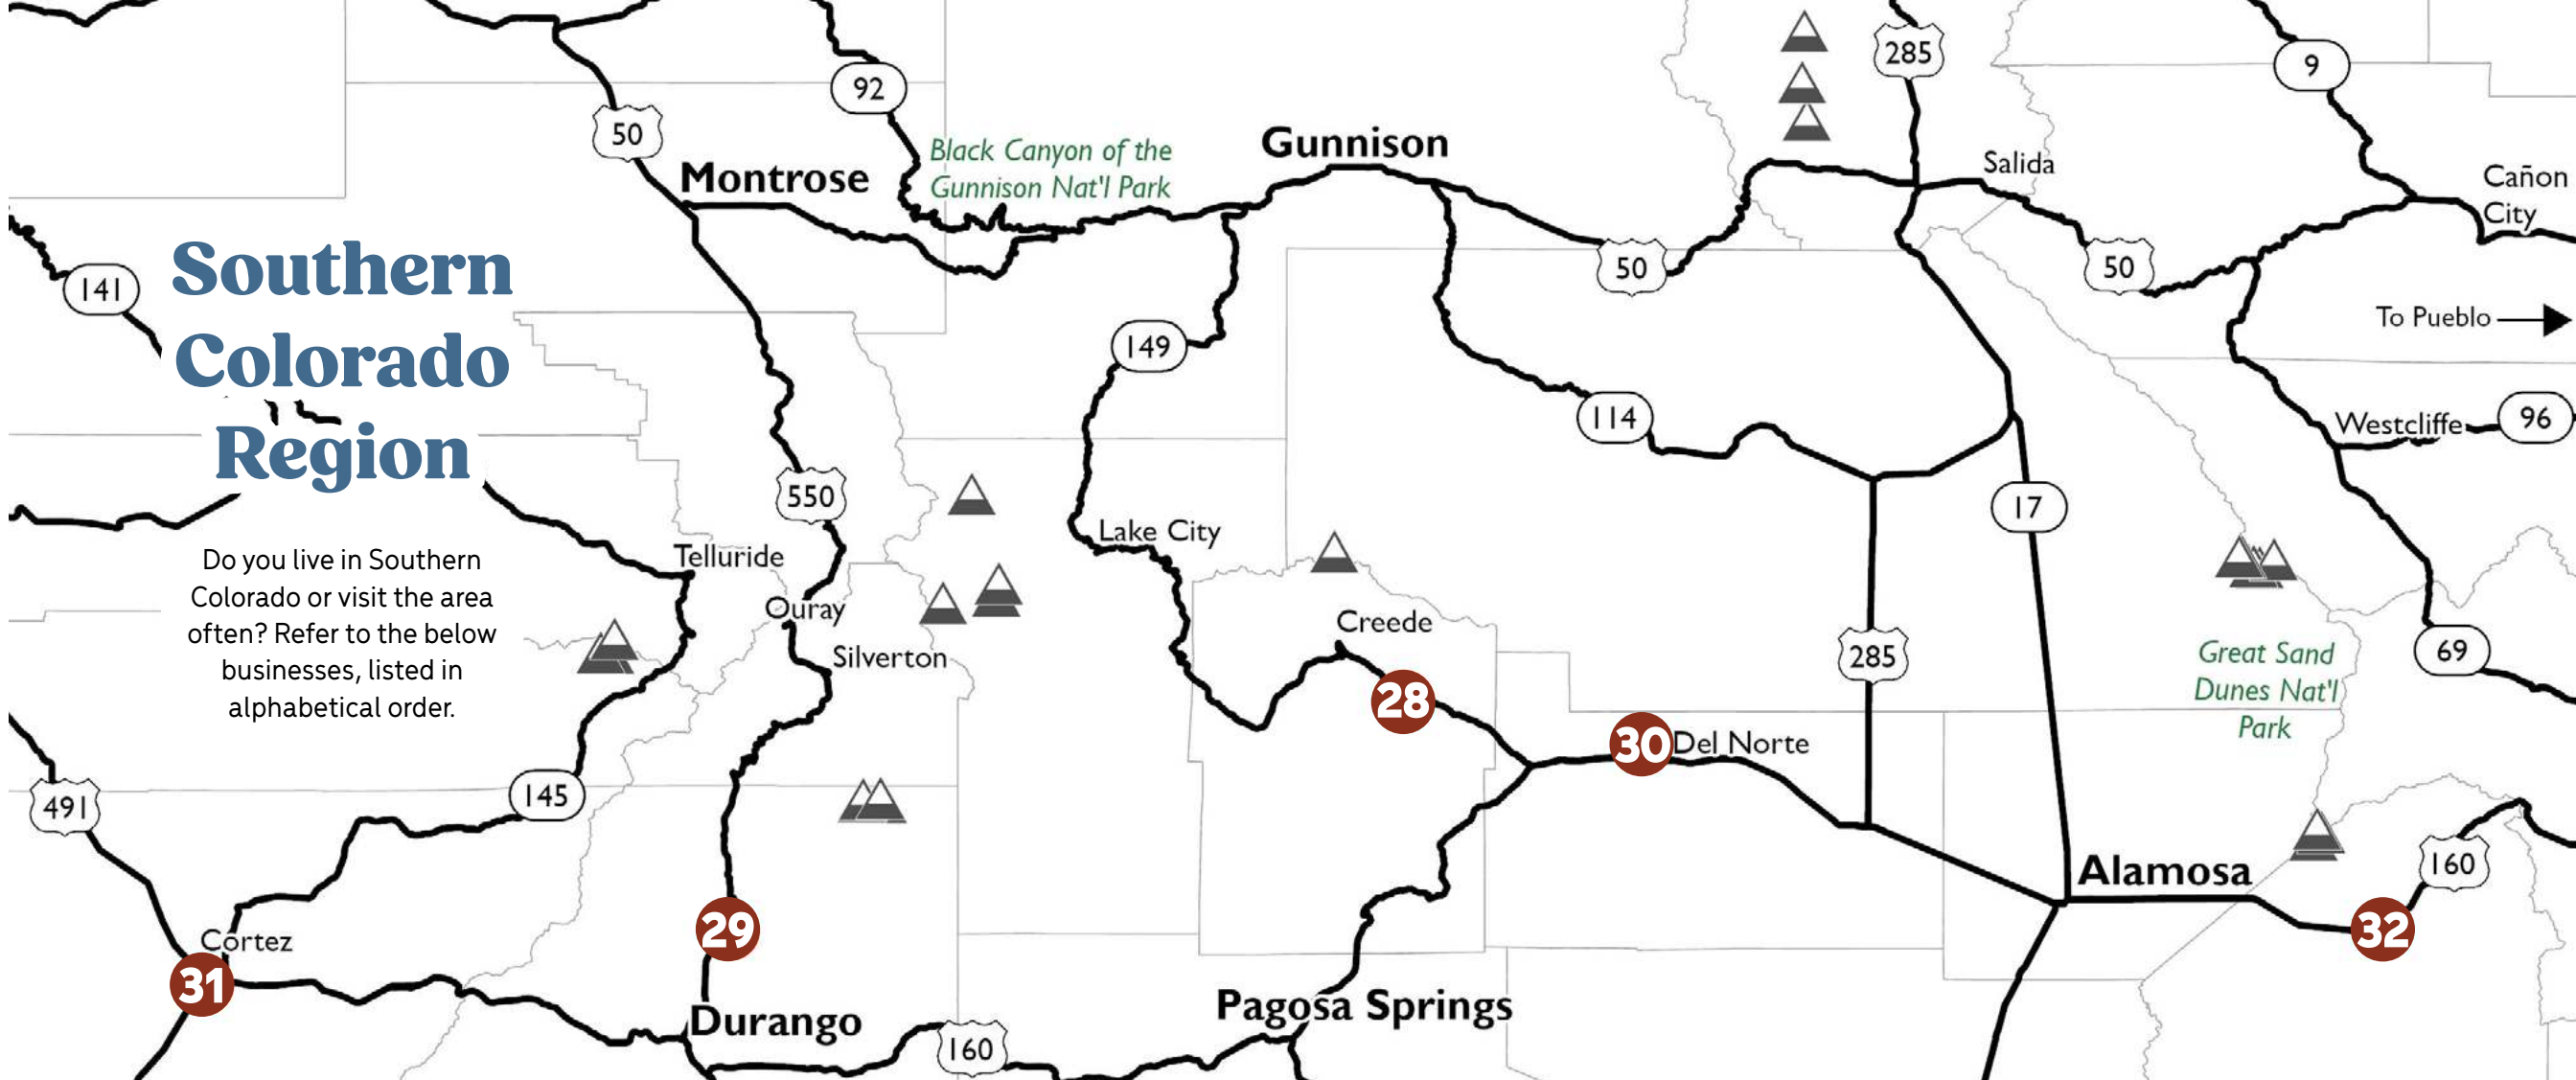 285
9
92
50
Black Canyon of the
Gunnison Nat'l Park
Gunnison
Montrose
Salida
Cañon
City
Southern
Colorado
Region
141
50
50
To Pueblo
149
114
Westcliffe
96
550
17
Lake City
Telluride
Do you live in Southern
Colorado or visit the area
often? Refer to the below
businesses, listed in
alphabetical order.
Ouray
Silverton
Creede
285
Great Sand
Dunes Nat'l
Park
69
28
30
Del Norte
491
145
Alamosa
160
29
32
Cortez
31
Durango
160
Pagosa Springs